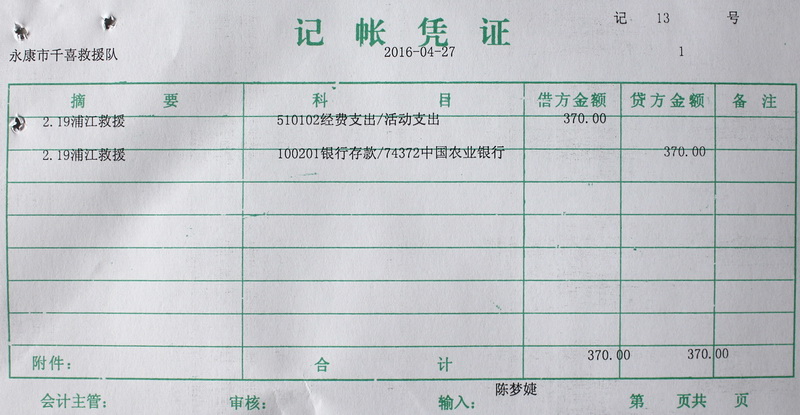 记 13 号
记帐凭证
永康市千喜救援队 2016-04-27 1
摘要 科目 借方金额 贷方金额 备注
2.19浦江救援 510102经费支出/活动支出 370.00
2.19浦江救援 100201银行存款/74372中国农业银行 370.00
附件: 合计 370.00 370.00
会计主管: 审核: 输入: 陈梦婕 第 页共 页